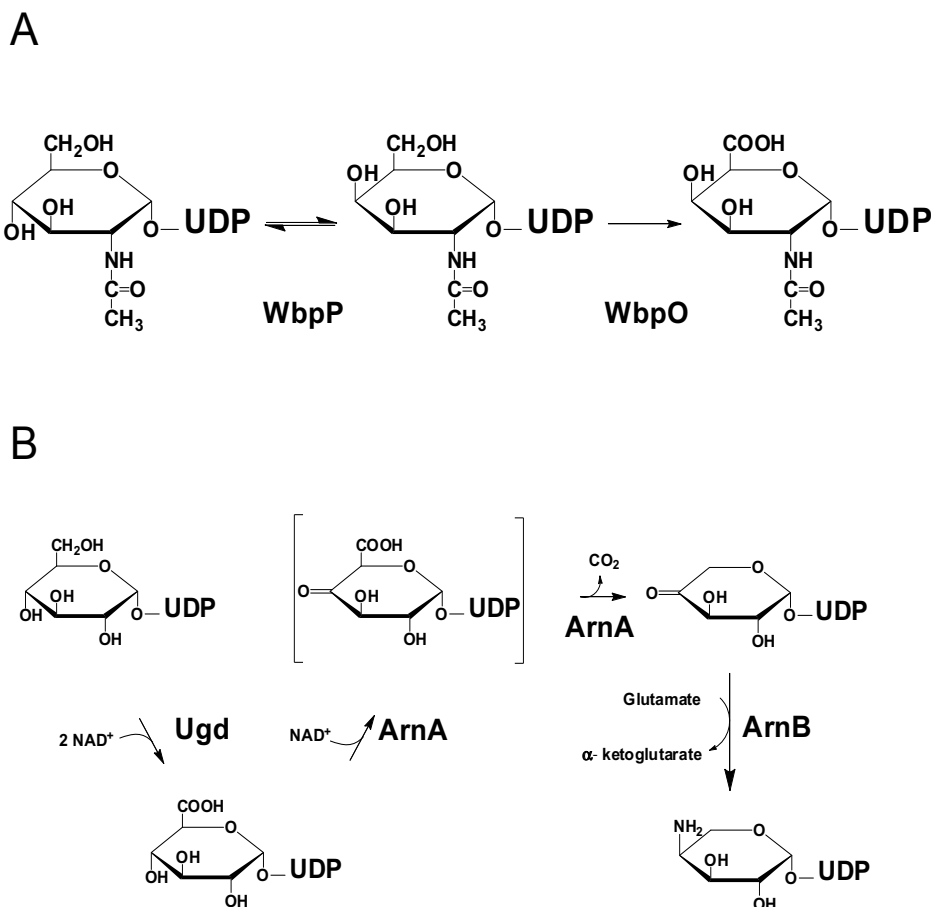 A
CH₂OH
O
OH
OH
O
UDP
NH
C=O
CH₃
WbpP
CH₂OH
OH
O
OH
O
UDP
NH
C=O
CH₃
WbpO
COOH
OH
O
OH
O
UDP
NH
C=O
CH₃
B
CH₂OH
O
OH
OH
O
UDP
OH
2 NAD⁺
Ugd
COOH
O
OH
OH
O
UDP
OH
NAD⁺
ArnA
COOH
O
O
OH
O
UDP
OH
CO₂
ArnA
O
O
OH
O
UDP
OH
Glutamate
ArnB
α- ketoglutarate
NH₂
O
OH
O
UDP
OH